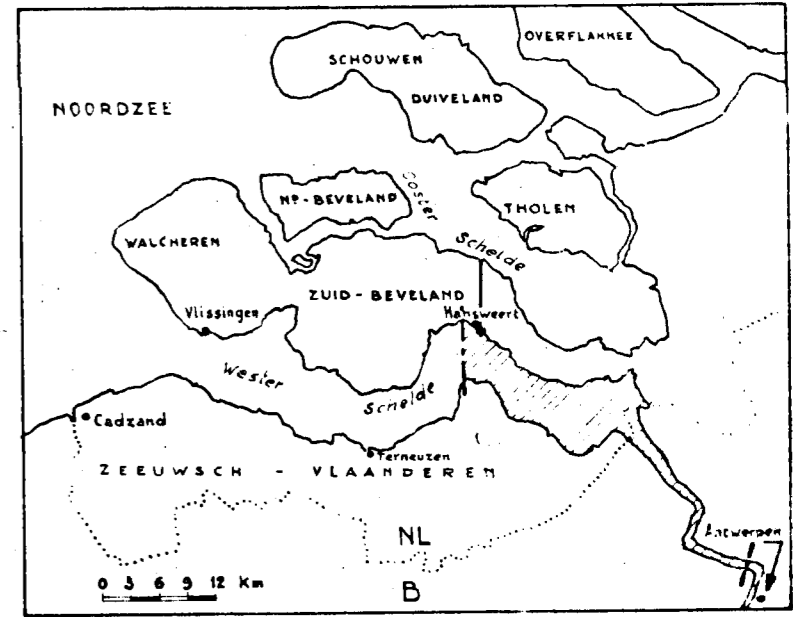 OVERFLAKKEE
SCHOUWEN
DUIVELAND
NOORDZEE
Nᴅ-BEVELAND
Ooster
Schelde
THOLEN
WALCHEREN
ZUID-BEVELAND
Vlissingen
Hansweert
Wester
Schelde
Cadzand
Terneuzen
ZEEUWSCH - VLAANDEREN
NL
Antwerpen
0 3 6 9 12 Km
B